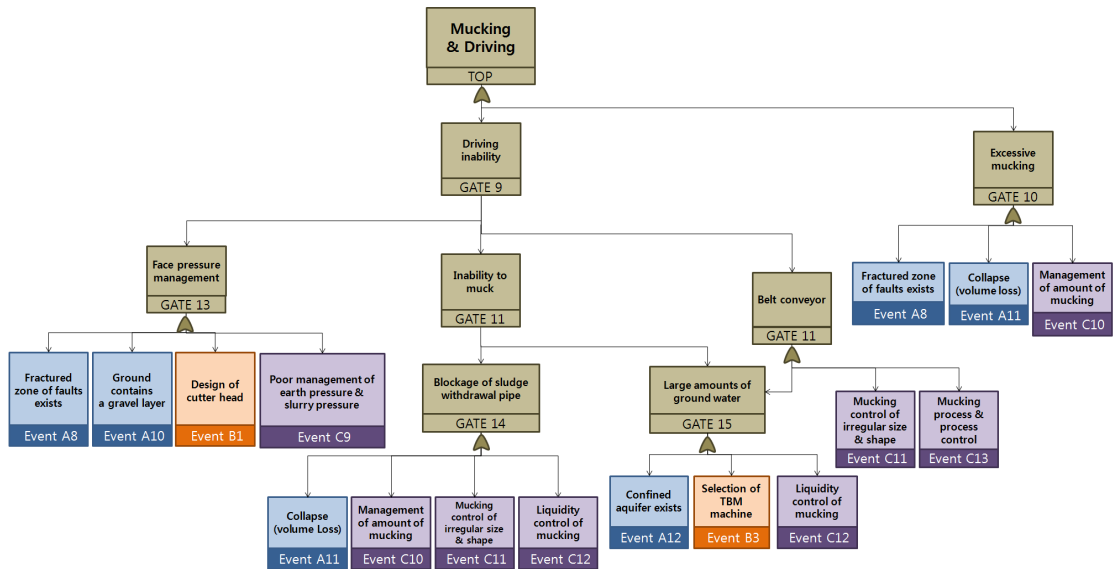 Mucking
& Driving
TOP
Driving
inability
GATE 9
Excessive
mucking
GATE 10
Face pressure
management
GATE 13
Inability to
muck
GATE 11
Belt conveyor
GATE 11
Fractured zone
of faults exists
Event A8
Collapse
(volume loss)
Event A11
Management
of amount of
mucking
Event C10
Fractured
zone of faults
exists
Event A8
Ground
contains
a gravel layer
Event A10
Design of
cutter head
Event B1
Poor management of
earth pressure &
slurry pressure
Event C9
Blockage of sludge
withdrawal pipe
GATE 14
Large amounts of
ground water
GATE 15
Mucking
control of
irregular size
& shape
Event C11
Mucking
process &
process
control
Event C13
Collapse
(volume Loss)
Event A11
Management
of amount of
mucking
Event C10
Mucking
control of
irregular size
& shape
Event C11
Liquidity
control of
mucking
Event C12
Confined
aquifer exists
Event A12
Selection of
TBM
machine
Event B3
Liquidity
control of
mucking
Event C12